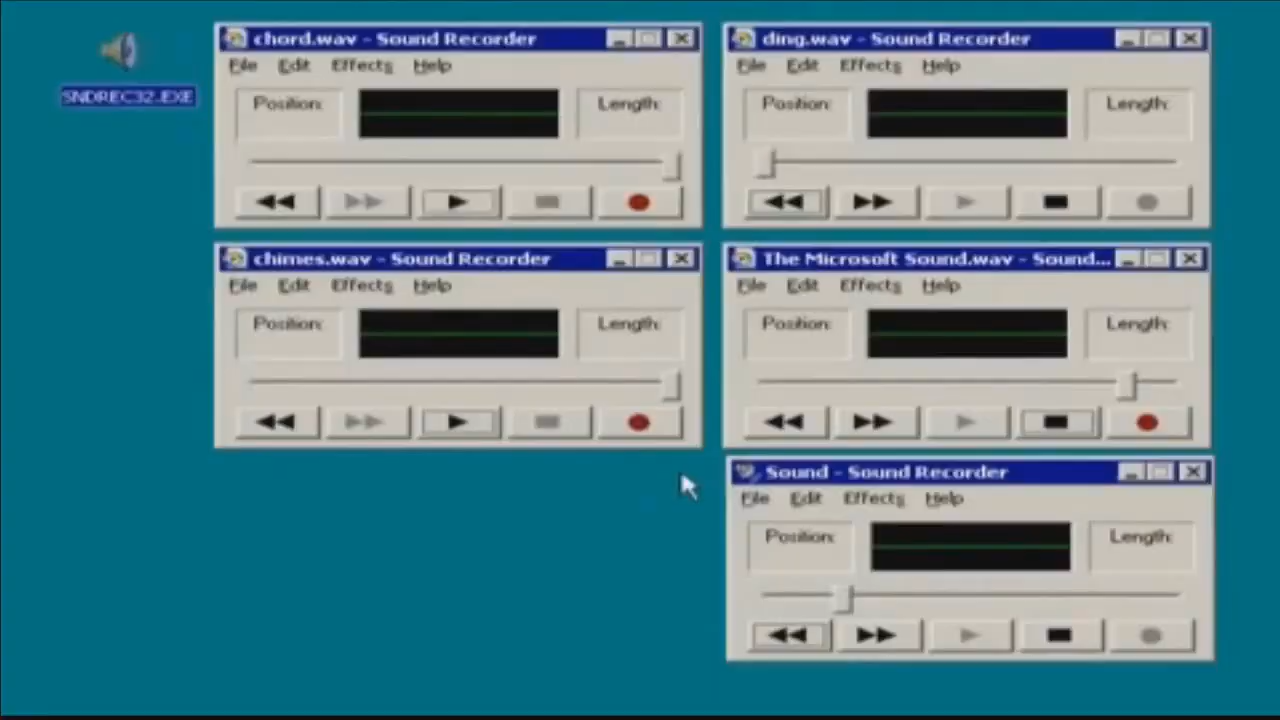 SNDREC32.EXE
chord.wav - Sound Recorder
File Edit Effects Help
Position: Length:
ding.wav - Sound Recorder
File Edit Effects Help
Position: Length:
chimes.wav - Sound Recorder
File Edit Effects Help
Position: Length:
The Microsoft Sound.wav - Sound...
File Edit Effects Help
Position: Length:
Sound - Sound Recorder
File Edit Effects Help
Position: Length: